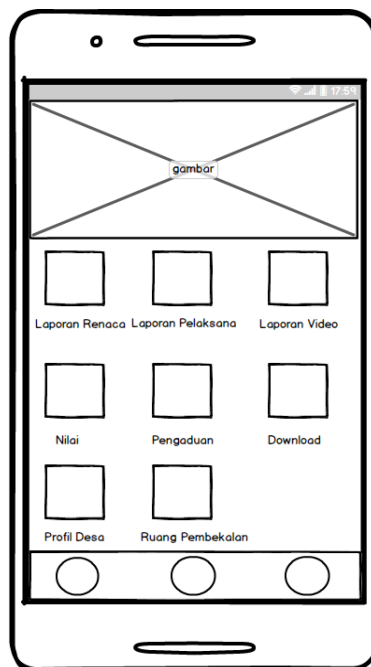 17:59
gambar
Laporan Renaca Laporan Pelaksana Laporan Video
Nilai Pengaduan Download
Profil Desa Ruang Pembekalan